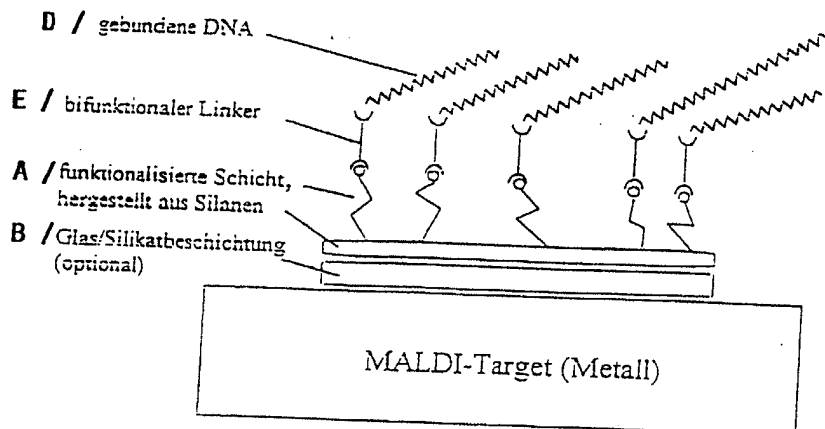 D / gebundene DNA
E / bifunktionaler Linker
A / funktionalisierte Schicht,
hergestellt aus Silanen
B / Glas/Silikatbeschichtung
(optional)
MALDI-Target (Metall)